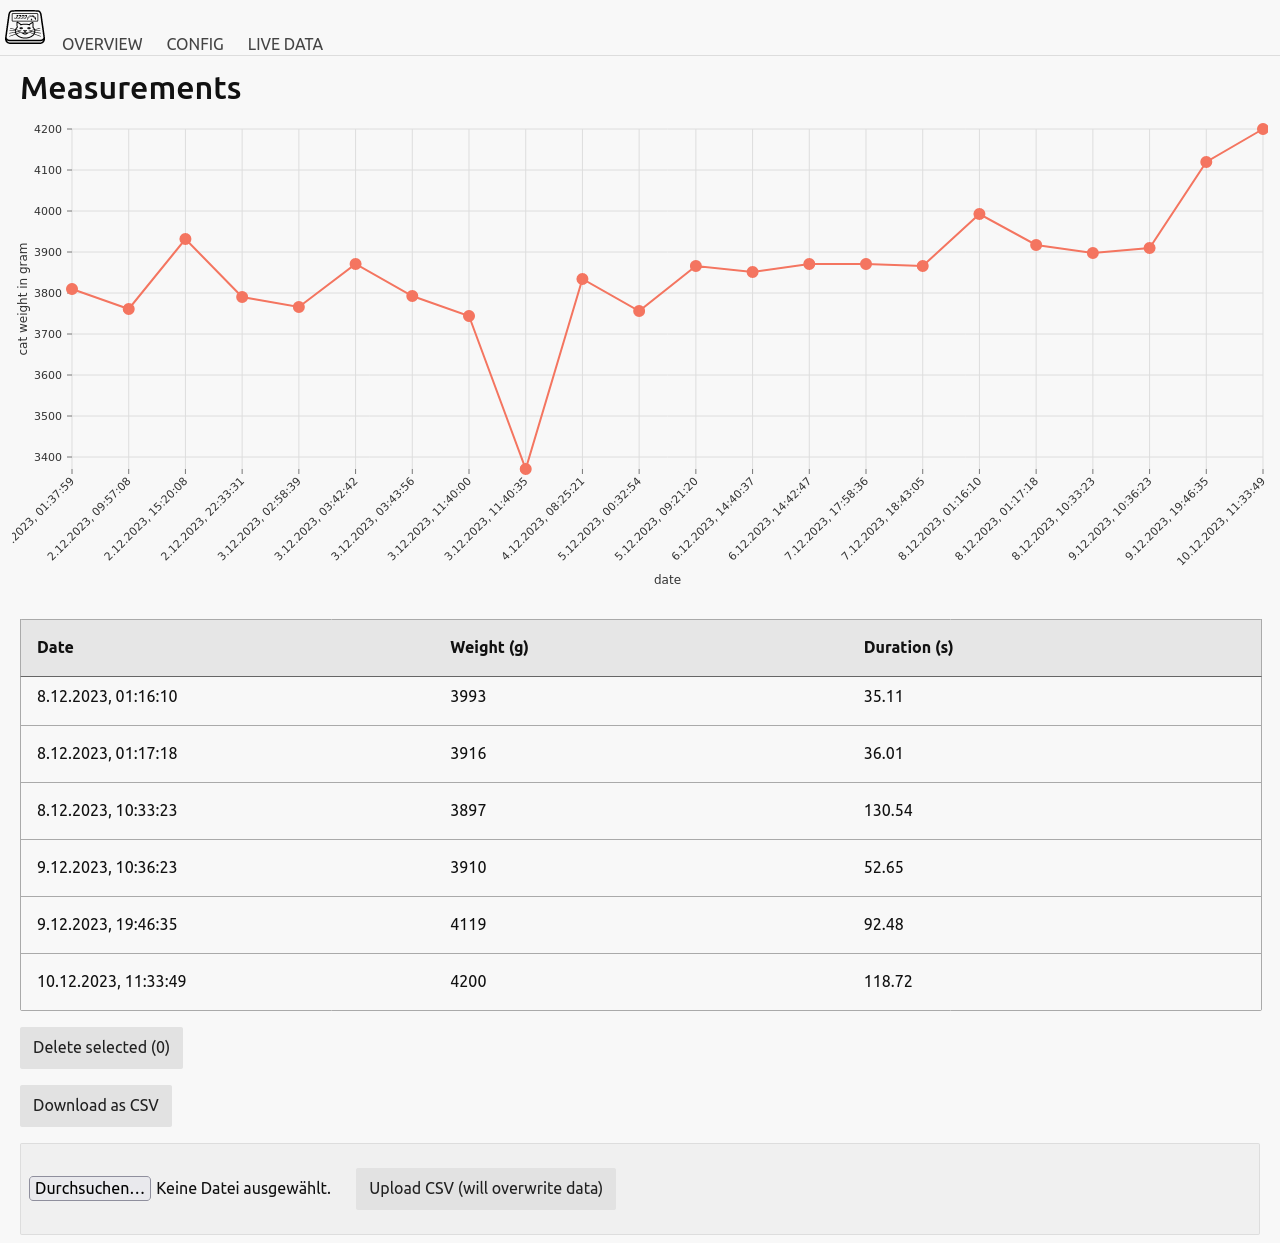 OVERVIEW CONFIG LIVE DATA
Measurements
4200
4100
4000
3900
3800
3700
3600
3500
3400
cat weight in gram
.2023, 01:37:59
2.12.2023, 09:57:08
2.12.2023, 15:20:08
2.12.2023, 22:33:31
3.12.2023, 02:58:39
3.12.2023, 03:42:42
3.12.2023, 03:43:56
3.12.2023, 11:40:00
3.12.2023, 11:40:35
4.12.2023, 08:25:21
5.12.2023, 00:32:54
5.12.2023, 09:21:20
6.12.2023, 14:40:37
6.12.2023, 14:42:47
7.12.2023, 17:58:36
7.12.2023, 18:43:05
8.12.2023, 01:16:10
8.12.2023, 01:17:18
8.12.2023, 10:33:23
9.12.2023, 10:36:23
9.12.2023, 19:46:35
10.12.2023, 11:33:49
date
Date Weight (g) Duration (s)
8.12.2023, 01:16:10 3993 35.11
8.12.2023, 01:17:18 3916 36.01
8.12.2023, 10:33:23 3897 130.54
9.12.2023, 10:36:23 3910 52.65
9.12.2023, 19:46:35 4119 92.48
10.12.2023, 11:33:49 4200 118.72
Delete selected (0)
Download as CSV
Durchsuchen... Keine Datei ausgewählt. Upload CSV (will overwrite data)